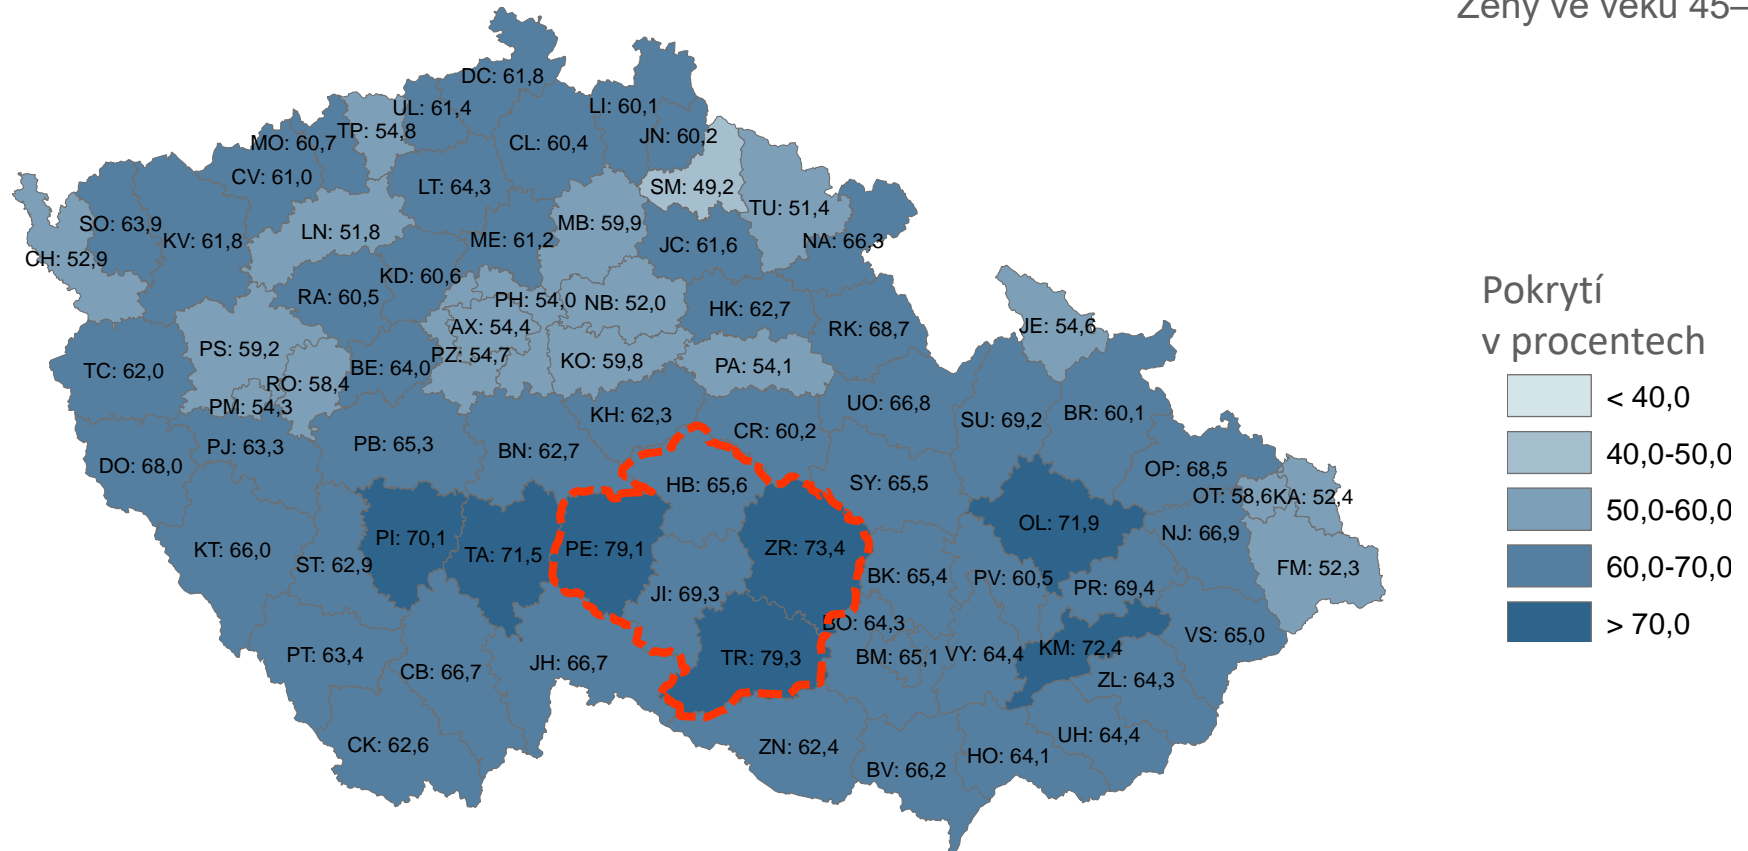 Ženy ve věku 45–
DC: 61,8
UL: 61,4
LI: 60,1
TP: 54,8
JN: 60,2
MO: 60,7
CL: 60,4
CV: 61,0
LT: 64,3
SM: 49,2
TU: 51,4
SO: 63,9
MB: 59,9
LN: 51,8
KV: 61,8
ME: 61,2
JC: 61,6
NA: 66,3
CH: 52,9
KD: 60,6
RA: 60,5
PH: 54,0
NB: 52,0
HK: 62,7
AX: 54,4
RK: 68,7
JE: 54,6
PS: 59,2
PZ: 54,7
KO: 59,8
PA: 54,1
TC: 62,0
BE: 64,0
RO: 58,4
PM: 54,3
KH: 62,3
UO: 66,8
BR: 60,1
SU: 69,2
CR: 60,2
PJ: 63,3
PB: 65,3
BN: 62,7
DO: 68,0
OP: 68,5
HB: 65,6
SY: 65,5
OT: 58,6
KA: 52,4
OL: 71,9
NJ: 66,9
PI: 70,1
KT: 66,0
TA: 71,5
PE: 79,1
ZR: 73,4
ST: 62,9
BK: 65,4
PV: 60,5
FM: 52,3
PR: 69,4
JI: 69,3
BO: 64,3
VS: 65,0
KM: 72,4
PT: 63,4
TR: 79,3
BM: 65,1
VY: 64,4
JH: 66,7
CB: 66,7
ZL: 64,3
UH: 64,4
CK: 62,6
ZN: 62,4
HO: 64,1
BV: 66,2
Pokrytí
v procentech
< 40,0
40,0-50,0
50,0-60,0
60,0-70,0
> 70,0